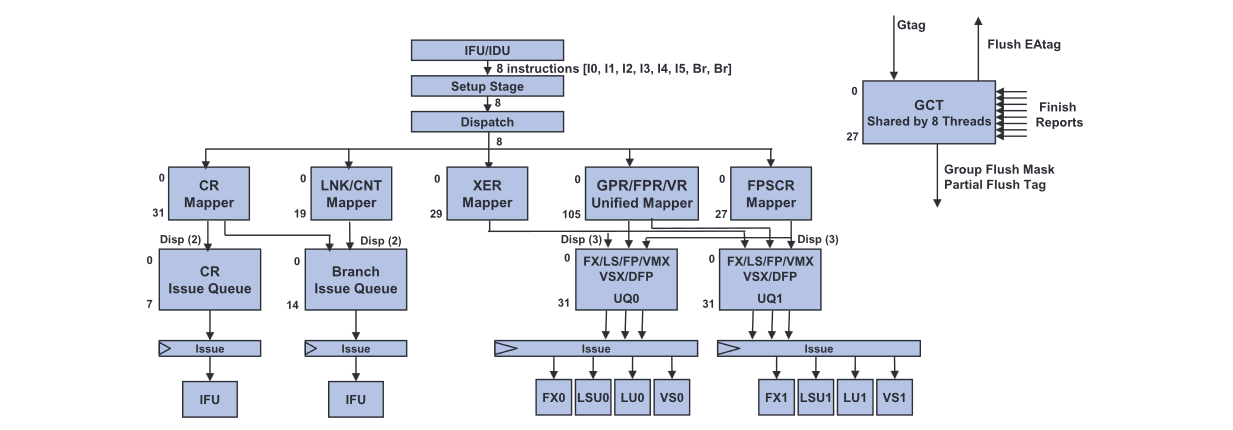 Gtag
Flush EAtag
IFU/IDU
8 instructions [I0, I1, I2, I3, I4, I5, Br, Br]
Setup Stage
8
Dispatch
8
0
GCT
Shared by 8 Threads
27
Finish
Reports
Group Flush Mask
Partial Flush Tag
0
CR
Mapper
31
0
LNK/CNT
Mapper
19
0
XER
Mapper
29
0
GPR/FPR/VR
Unified Mapper
105
0
FPSCR
Mapper
27
Disp (2)
Disp (2)
Disp (3)
Disp (3)
0
CR
Issue Queue
7
0
Branch
Issue Queue
14
0
FX/LS/FP/VMX
VSX/DFP
UQ0
31
0
FX/LS/FP/VMX
VSX/DFP
UQ1
31
Issue
Issue
Issue
Issue
IFU
IFU
FX0
LSU0
LU0
VS0
FX1
LSU1
LU1
VS1